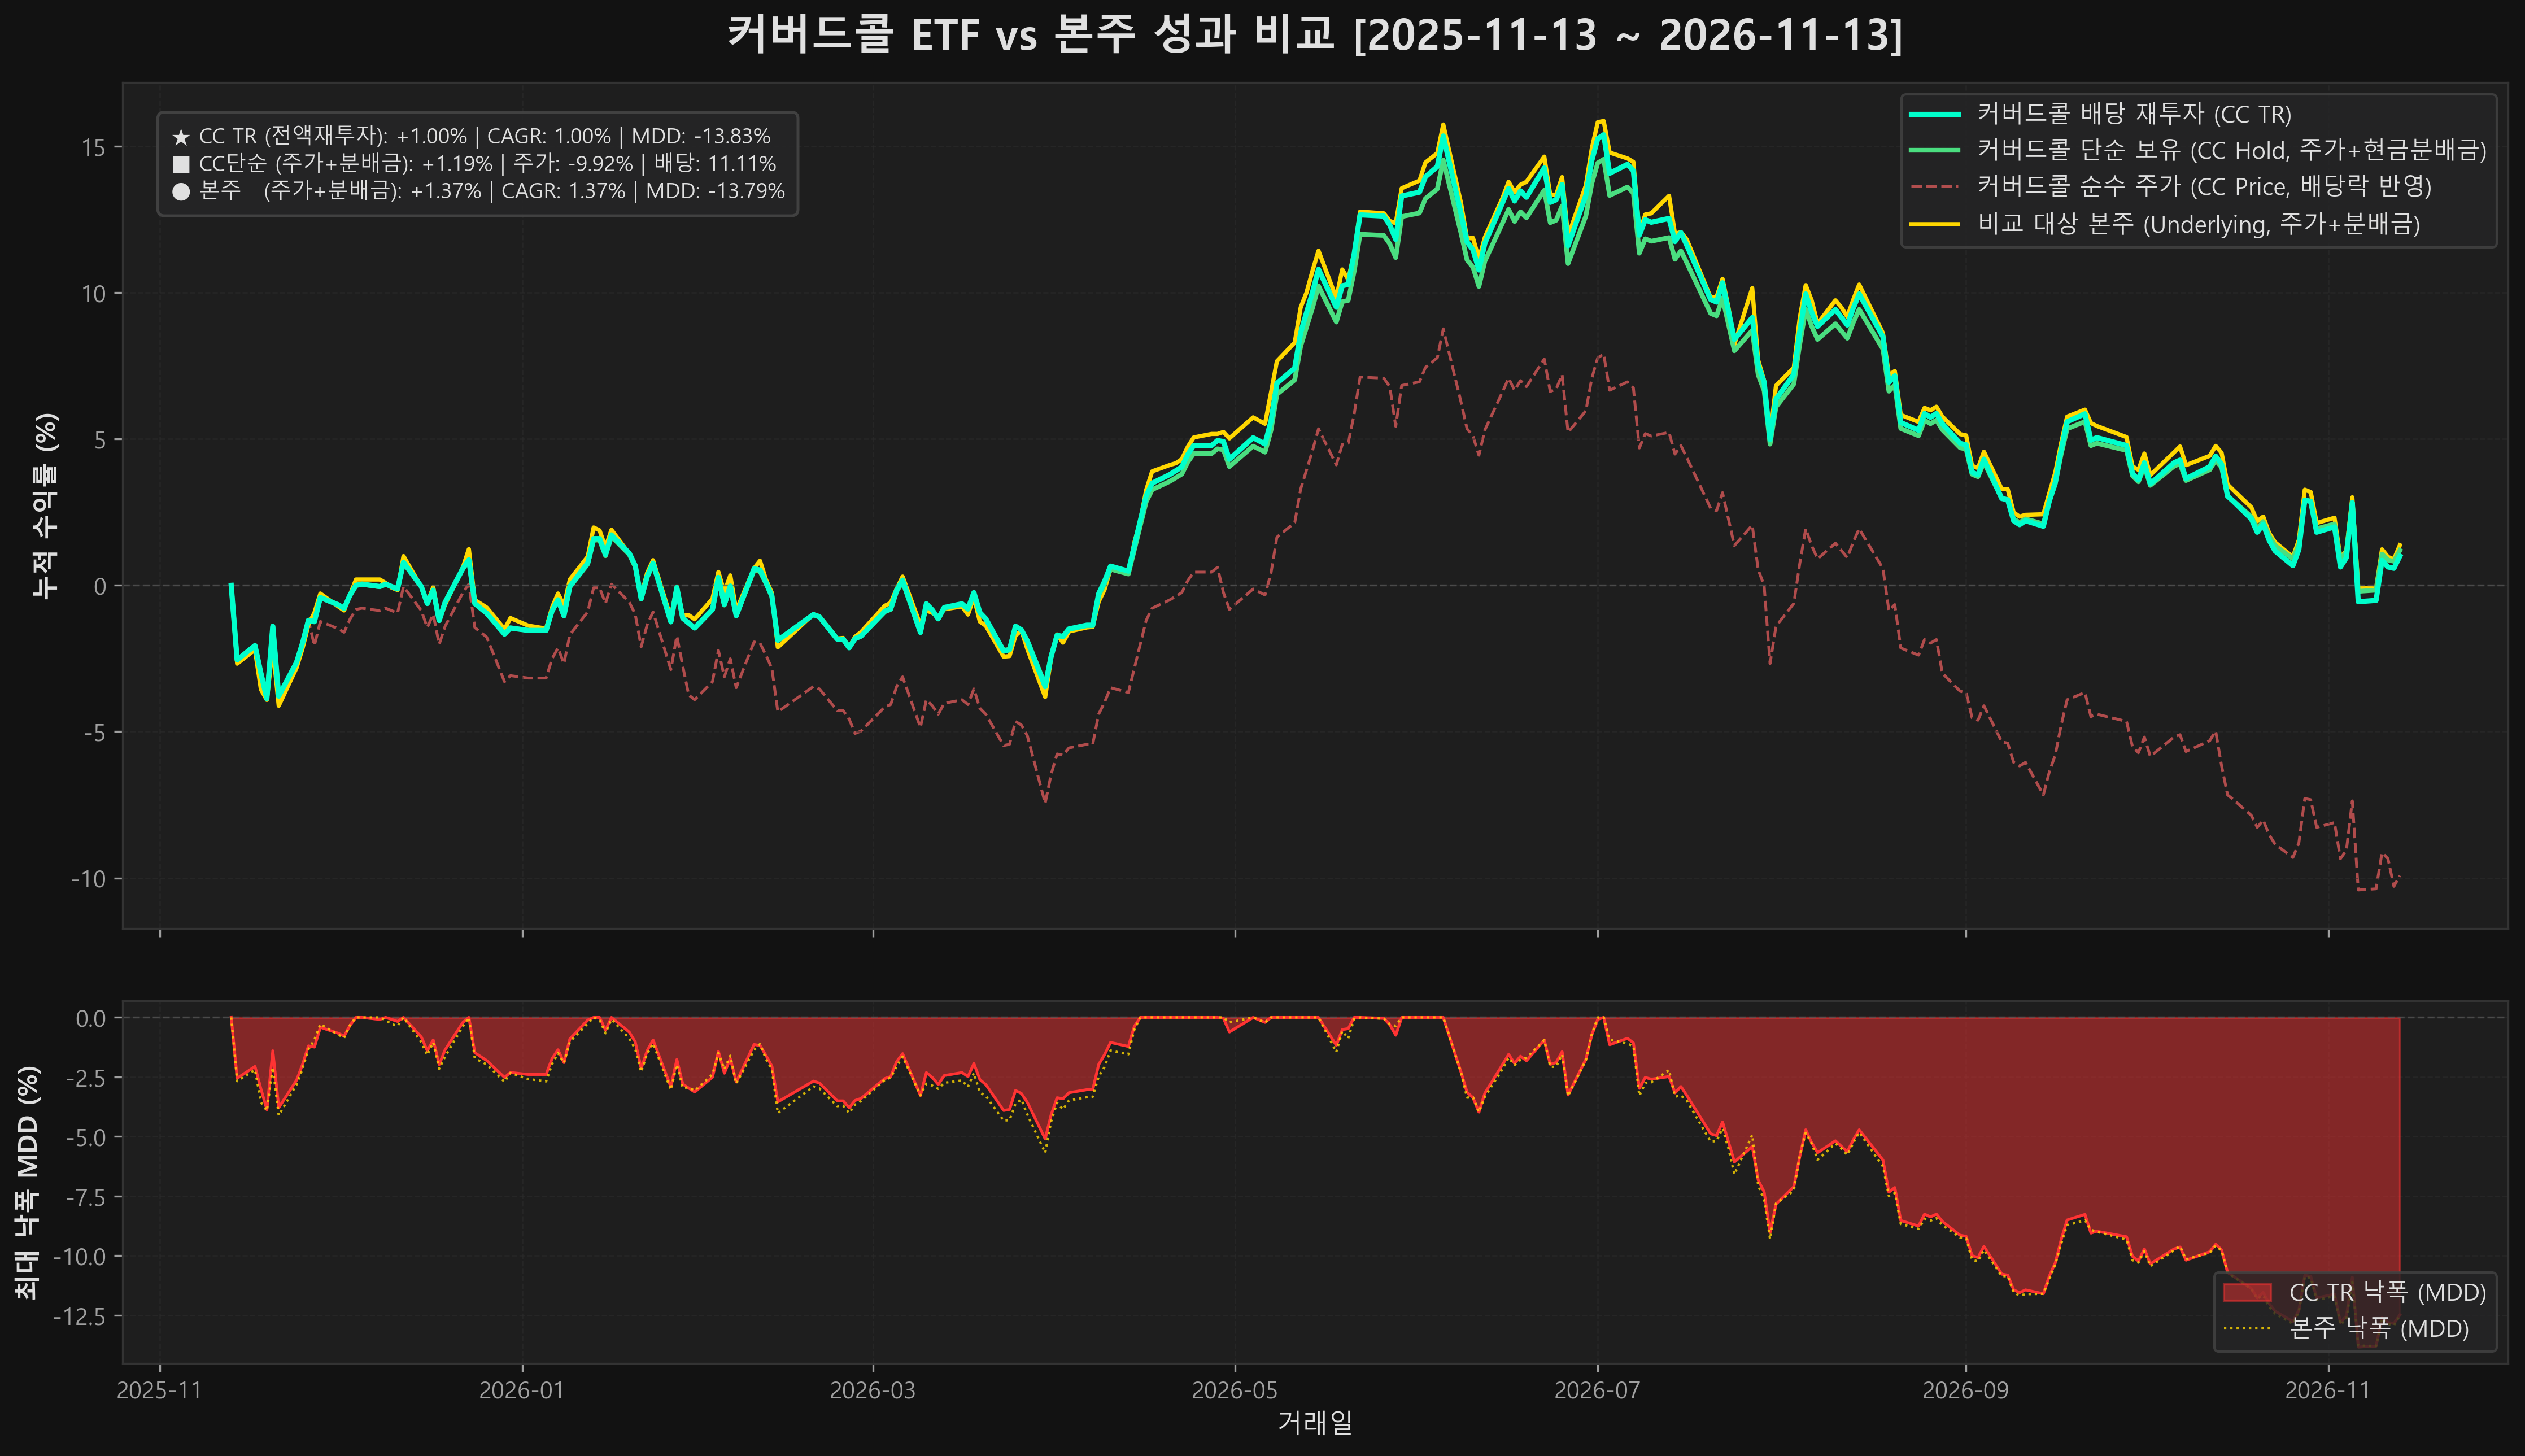 커버드콜 ETF vs 본주 성과 비교 [2025-11-13 ~ 2026-11-13]
★ CC TR (전액재투자): +1.00% | CAGR: 1.00% | MDD: -13.83%
■ CC단순 (주가+분배금): +1.19% | 주가: -9.92% | 배당: 11.11%
● 본주 (주가+분배금): +1.37% | CAGR: 1.37% | MDD: -13.79%
커버드콜 배당 재투자 (CC TR)
커버드콜 단순 보유 (CC Hold, 주가+현금분배금)
커버드콜 순수 주가 (CC Price, 배당락 반영)
비교 대상 본주 (Underlying, 주가+분배금)
누적 수익률 (%)
15
10
5
0
-5
-10
최대 낙폭 MDD (%)
0.0
-2.5
-5.0
-7.5
-10.0
-12.5
CC TR 낙폭 (MDD)
본주 낙폭 (MDD)
2025-11
2026-01
2026-03
2026-05
2026-07
2026-09
2026-11
거래일